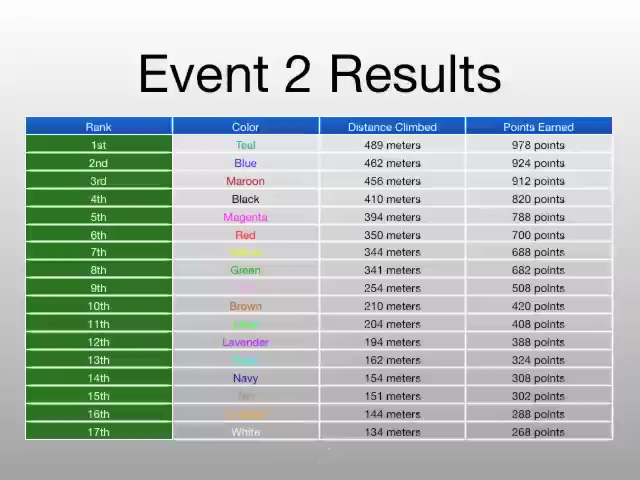 Event 2 Results
Rank Color Distance Climbed Points Earned
1st Teal 489 meters 978 points
2nd Blue 462 meters 924 points
3rd Maroon 456 meters 912 points
4th Black 410 meters 820 points
5th Magenta 394 meters 788 points
6th Red 350 meters 700 points
7th 344 meters 688 points
8th Green 341 meters 682 points
9th 254 meters 508 points
10th Brown 210 meters 420 points
11th 204 meters 408 points
12th Lavender 194 meters 388 points
13th 162 meters 324 points
14th Navy 154 meters 308 points
15th 151 meters 302 points
16th 144 meters 288 points
17th White 134 meters 268 points